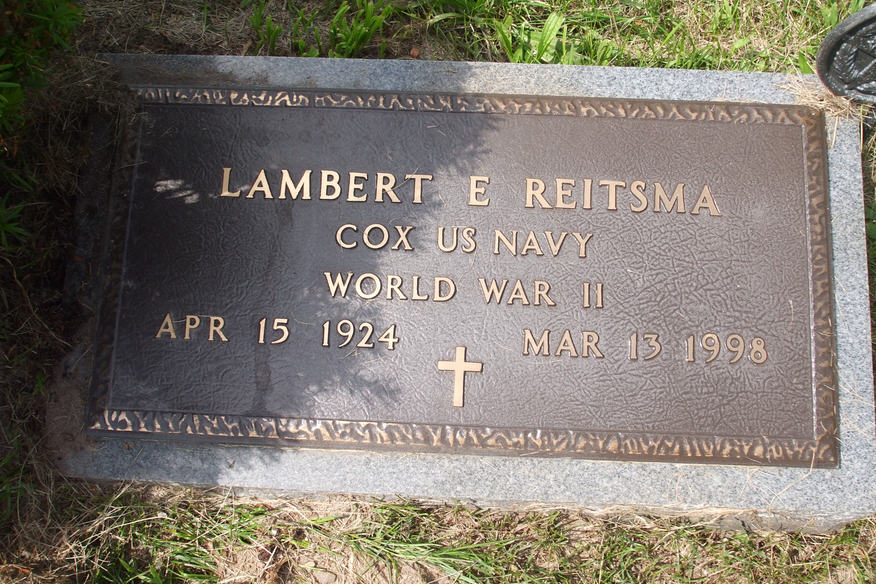 LAMBERT E REITSMA
COX US NAVY
WORLD WAR II
APR 15 1924 MAR 13 1998